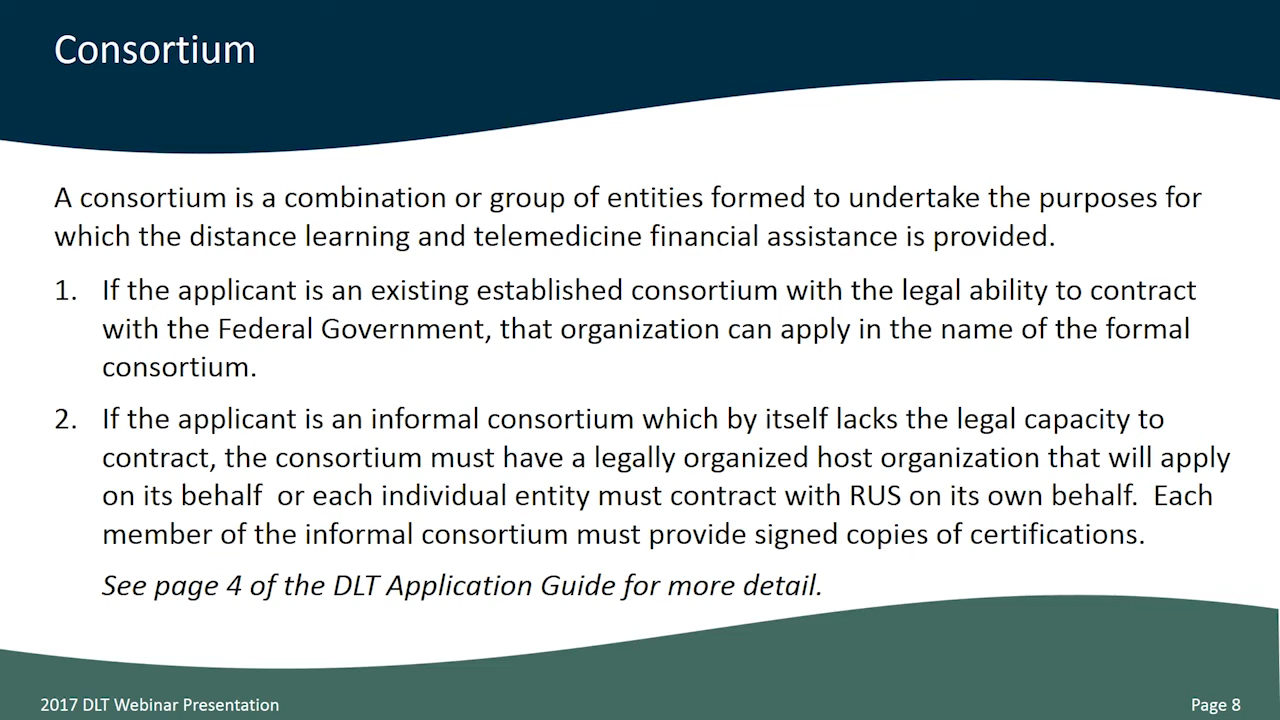 Consortium
A consortium is a combination or group of entities formed to undertake the purposes for
which the distance learning and telemedicine financial assistance is provided.
1. If the applicant is an existing established consortium with the legal ability to contract
with the Federal Government, that organization can apply in the name of the formal
consortium.
2. If the applicant is an informal consortium which by itself lacks the legal capacity to
contract, the consortium must have a legally organized host organization that will apply
on its behalf  or each individual entity must contract with RUS on its own behalf.  Each
member of the informal consortium must provide signed copies of certifications.
See page 4 of the DLT Application Guide for more detail.
2017 DLT Webinar Presentation
Page 8